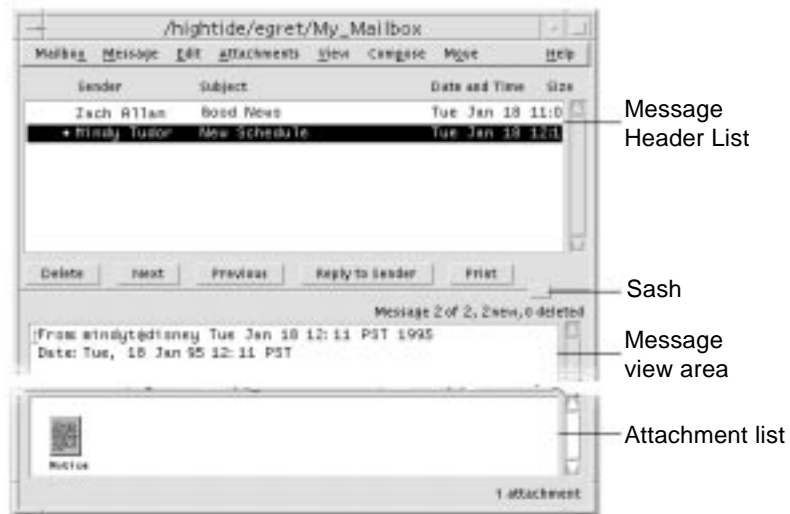 /hightide/egret/My_Mailbox
Mailbox Message Edit Attachments View Compose Move Help
Sender Subject Date and Time Size
Zach Allan Good News Tue Jan 18 11:0
+ Mindy Tudor New Schedule Tue Jan 18 12:1
Message Header List
Delete Next Previous Reply to Sender Print
Sash
Message 2 of 2, 2 new, 0 deleted
From mindyt@disney Tue Jan 18 12:11 PST 1995
Date: Tue, 18 Jan 95 12:11 PST
Message view area
Attachment list
Notice
1 attachment